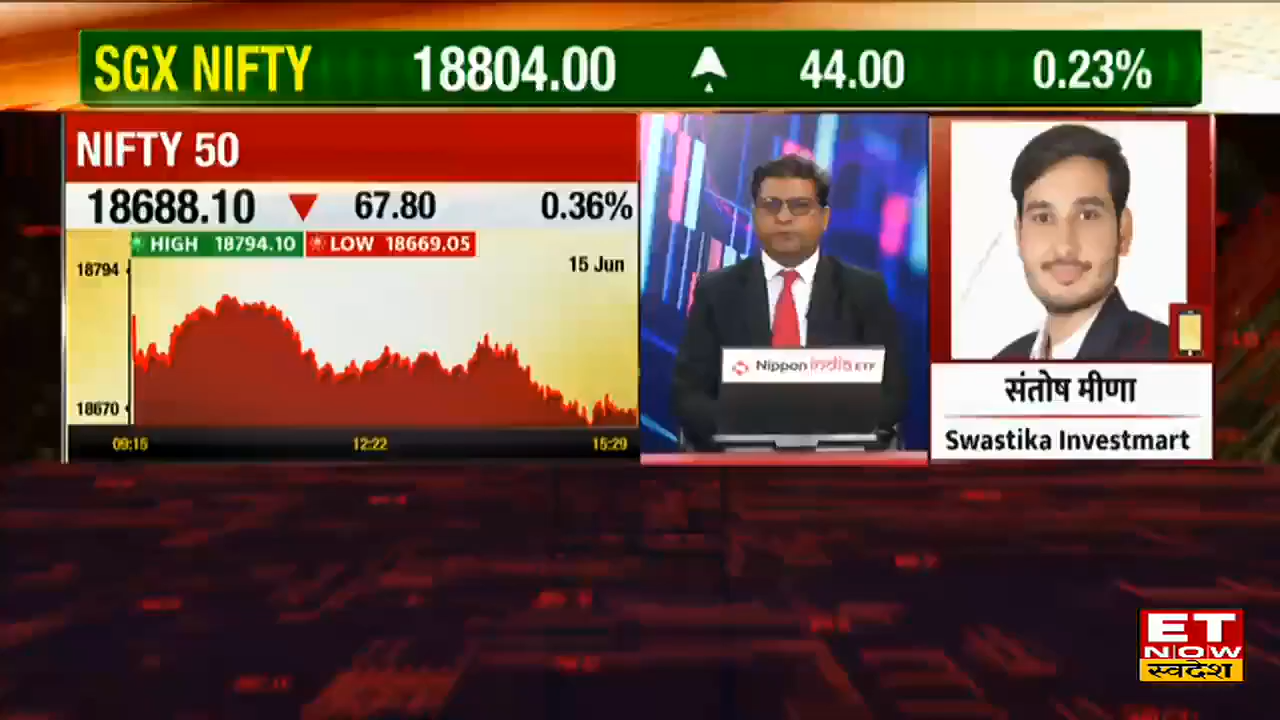 SGX NIFTY 18804.00 44.00 0.23%
NIFTY 50
18688.10 67.80 0.36%
HIGH 18794.10 LOW 18669.05
15 Jun
18794
18670
09:15 12:22 15:29
Nippon india ETF
संतोष मीणा
Swastika Investmart
ET
NOW
स्वदेश